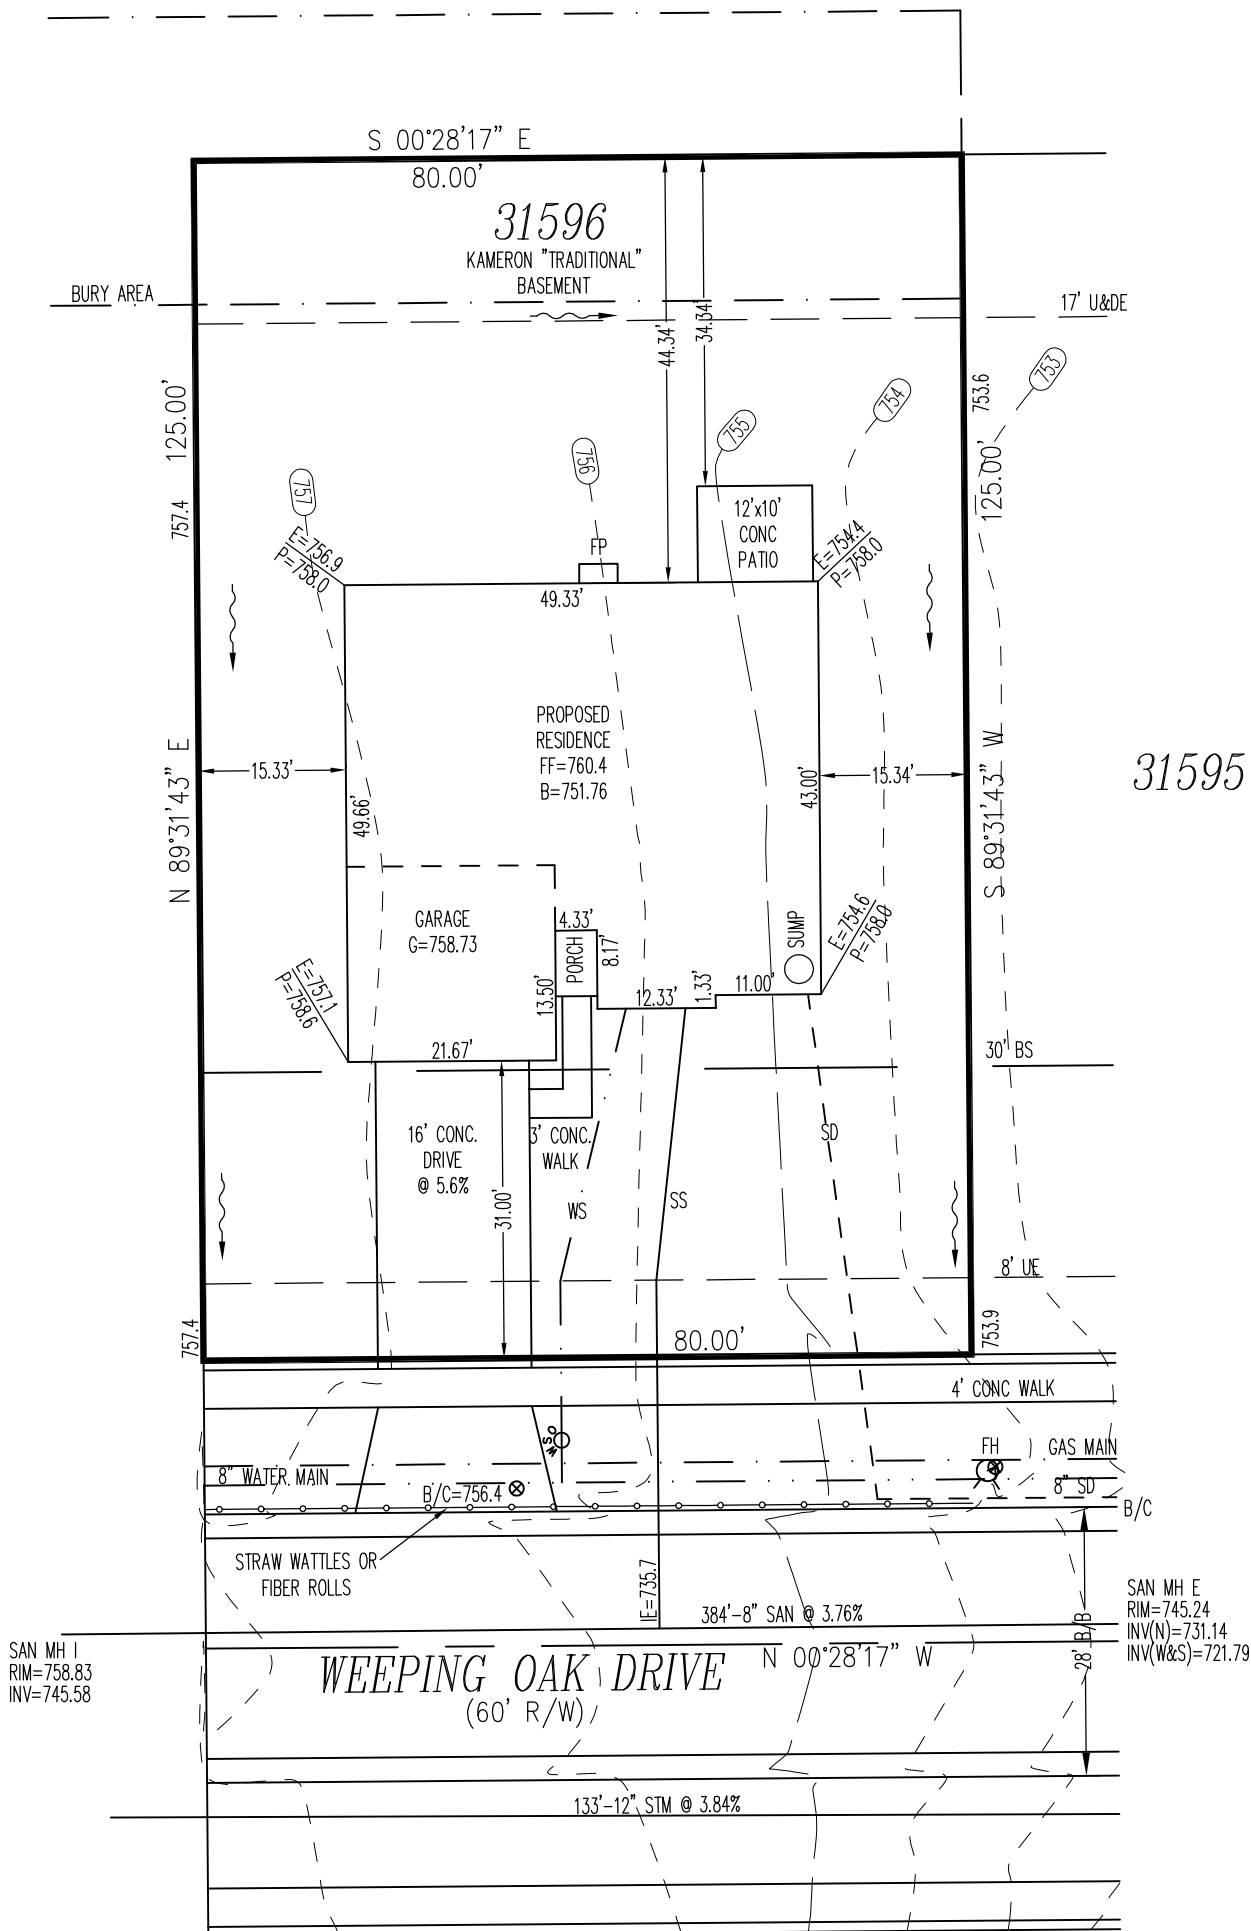 S 00°28'17" E
80.00'
31596
KAMERON "TRADITIONAL"
BASEMENT
BURY AREA
17' U&DE
44.34'
34.34'
125.00'
757.4
753.6
125.00'
753
754
755
756
757
12'x10'
CONC
PATIO
FP
E=756.9
P=758.0
E=754.4
P=758.0
49.33'
PROPOSED
RESIDENCE
FF=760.4
B=751.76
15.33'
15.34'
49.66'
43.00'
N 89°31'43" E
S 89°31'43" W
31595
GARAGE
G=758.73
4.33'
PORCH
8.17'
SUMP
E=754.6
P=758.0
E=757.1
P=758.6
13.50'
12.33'
1.33'
11.00'
21.67'
30' BS
16' CONC.
DRIVE
@ 5.6%
3' CONC.
WALK
31.00'
WS
SS
SD
8' UE
757.4
80.00'
753.9
4' CONC WALK
WSO
FH
GAS MAIN
8" WATER MAIN
B/C=756.4
8" SD
B/C
STRAW WATTLES OR
FIBER ROLLS
IE=735.7
384'-8" SAN @ 3.76%
28' B/B
SAN MH E
RIM=745.24
INV(N)=731.14
INV(W&S)=721.79
SAN MH I
RIM=758.83
INV=745.58
WEEPING OAK DRIVE
N 00°28'17" W
(60' R/W)
133'-12" STM @ 3.84%